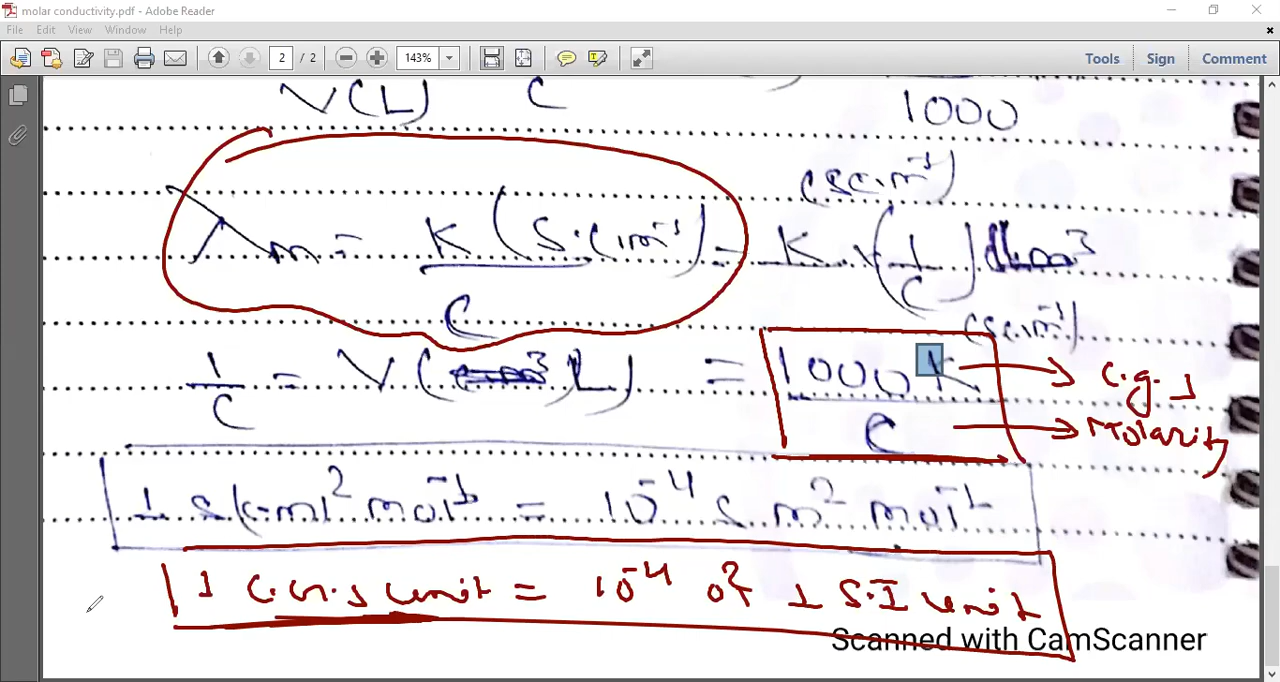 molar conductivity.pdf - Adobe Reader
File Edit View Window Help
2 / 2 143% Tools Sign Comment
V(L) C 1000
(S cm⁻¹)
λm = K (S.cm⁻¹) = K × (1/C) dm³
C
(S cm⁻¹)
1/C = V (L) = 1000 K → C.g.s
C → Molarity
1 S cm² mol⁻¹ = 10⁻⁴ S m² mol⁻¹
1 C.G.S unit = 10⁻⁴ of 1 S.I unit
Scanned with CamScanner